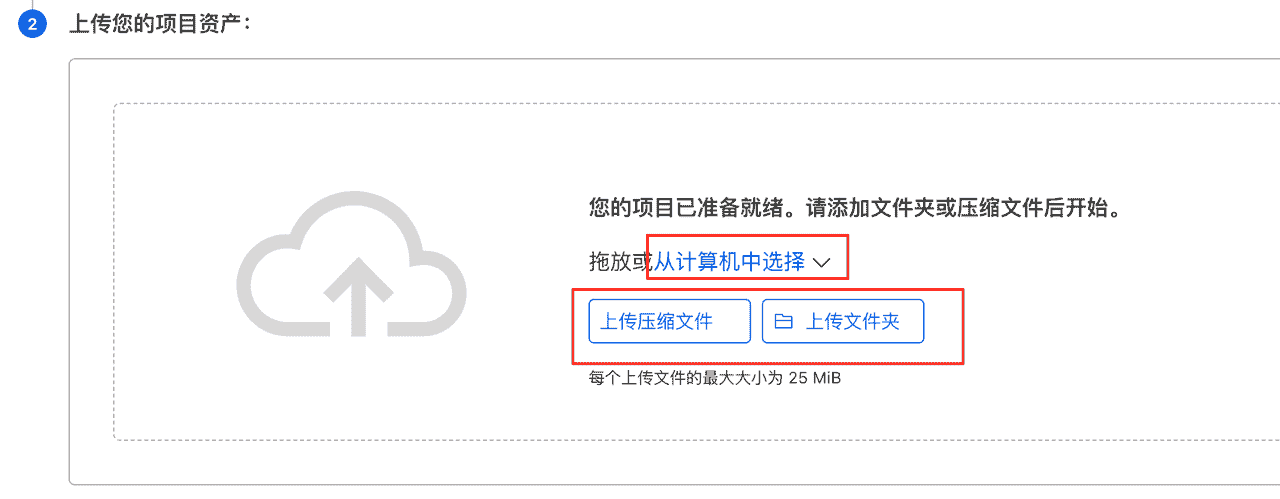 2 上传您的项目资产：
您的项目已准备就绪。请添加文件夹或压缩文件后开始。
拖放或从计算机中选择
上传压缩文件 上传文件夹
每个上传文件的最大大小为 25 MiB